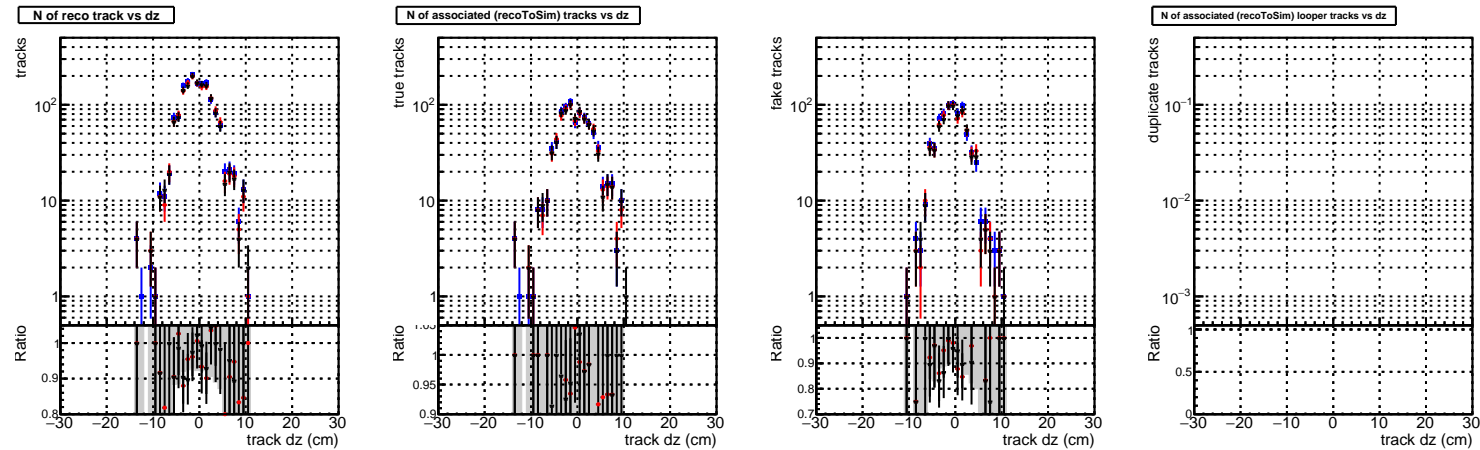 N of reco track vs dz
tracks
10²
10
1
Ratio
1
0.9
0.8
−30 −20 −10 0 10 20 30
track dz (cm)
N of associated (recoToSim) tracks vs dz
true tracks
10²
10
1
Ratio
1.05
1
0.95
0.9
−30 −20 −10 0 10 20 30
track dz (cm)
fake tracks
10²
10
1
Ratio
1
0.9
0.8
0.7
−30 −20 −10 0 10 20 30
track dz (cm)
N of associated (recoToSim) looper tracks vs dz
duplicate tracks
10⁻¹
10⁻²
10⁻³
Ratio
1
0.5
0
−30 −20 −10 0 10 20 30
track dz (cm)